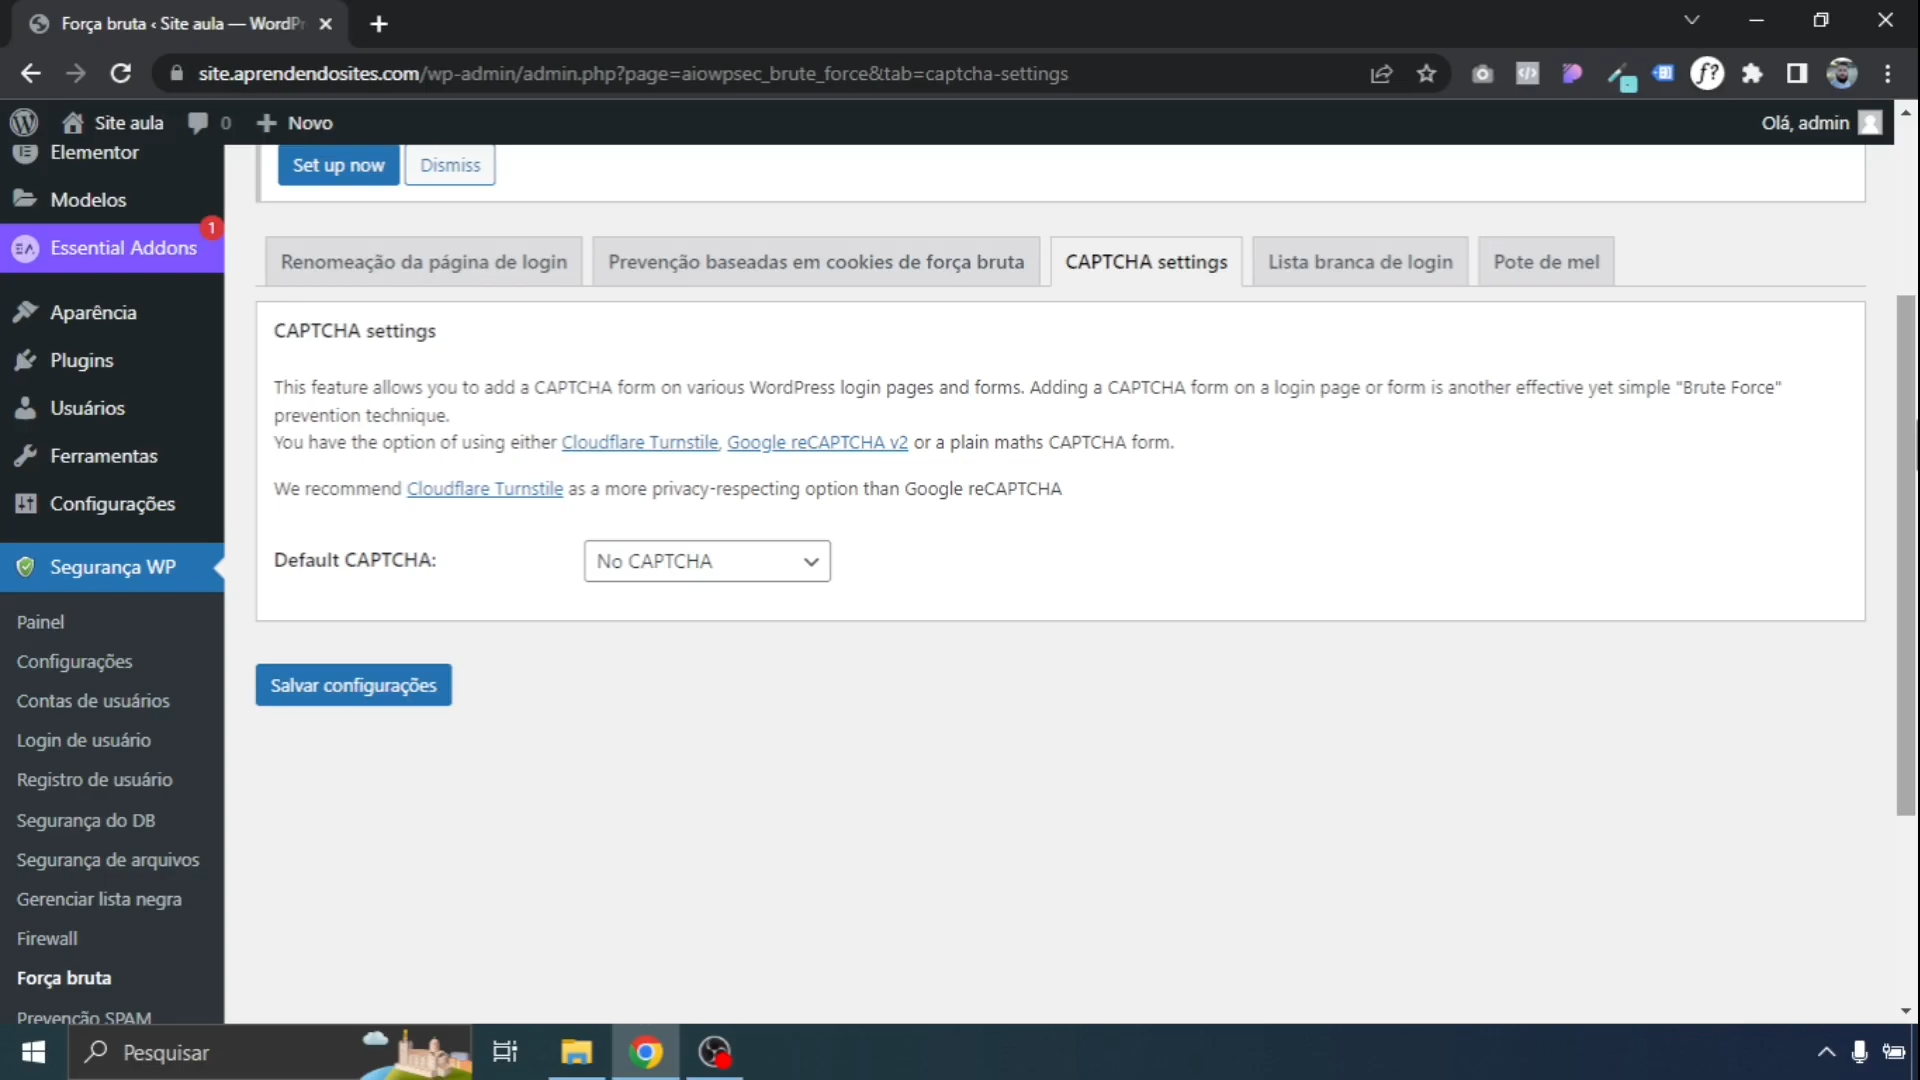 Força bruta ‹ Site aula — WordPr
site.aprendendosites.com/wp-admin/admin.php?page=aiowpsec_brute_force&tab=captcha-settings
Site aula
0
Novo
Olá, admin
Elementor
Modelos
Essential Addons
1
Aparência
Plugins
Usuários
Ferramentas
Configurações
Segurança WP
Painel
Configurações
Contas de usuários
Login de usuário
Registro de usuário
Segurança do DB
Segurança de arquivos
Gerenciar lista negra
Firewall
Força bruta
Prevenção SPAM
Set up now
Dismiss
Renomeação da página de login
Prevenção baseadas em cookies de força bruta
CAPTCHA settings
Lista branca de login
Pote de mel
CAPTCHA settings
This feature allows you to add a CAPTCHA form on various WordPress login pages and forms. Adding a CAPTCHA form on a login page or form is another effective yet simple "Brute Force"
prevention technique.
You have the option of using either Cloudflare Turnstile, Google reCAPTCHA v2 or a plain maths CAPTCHA form.
We recommend Cloudflare Turnstile as a more privacy-respecting option than Google reCAPTCHA
Default CAPTCHA:
No CAPTCHA
Salvar configurações
Pesquisar